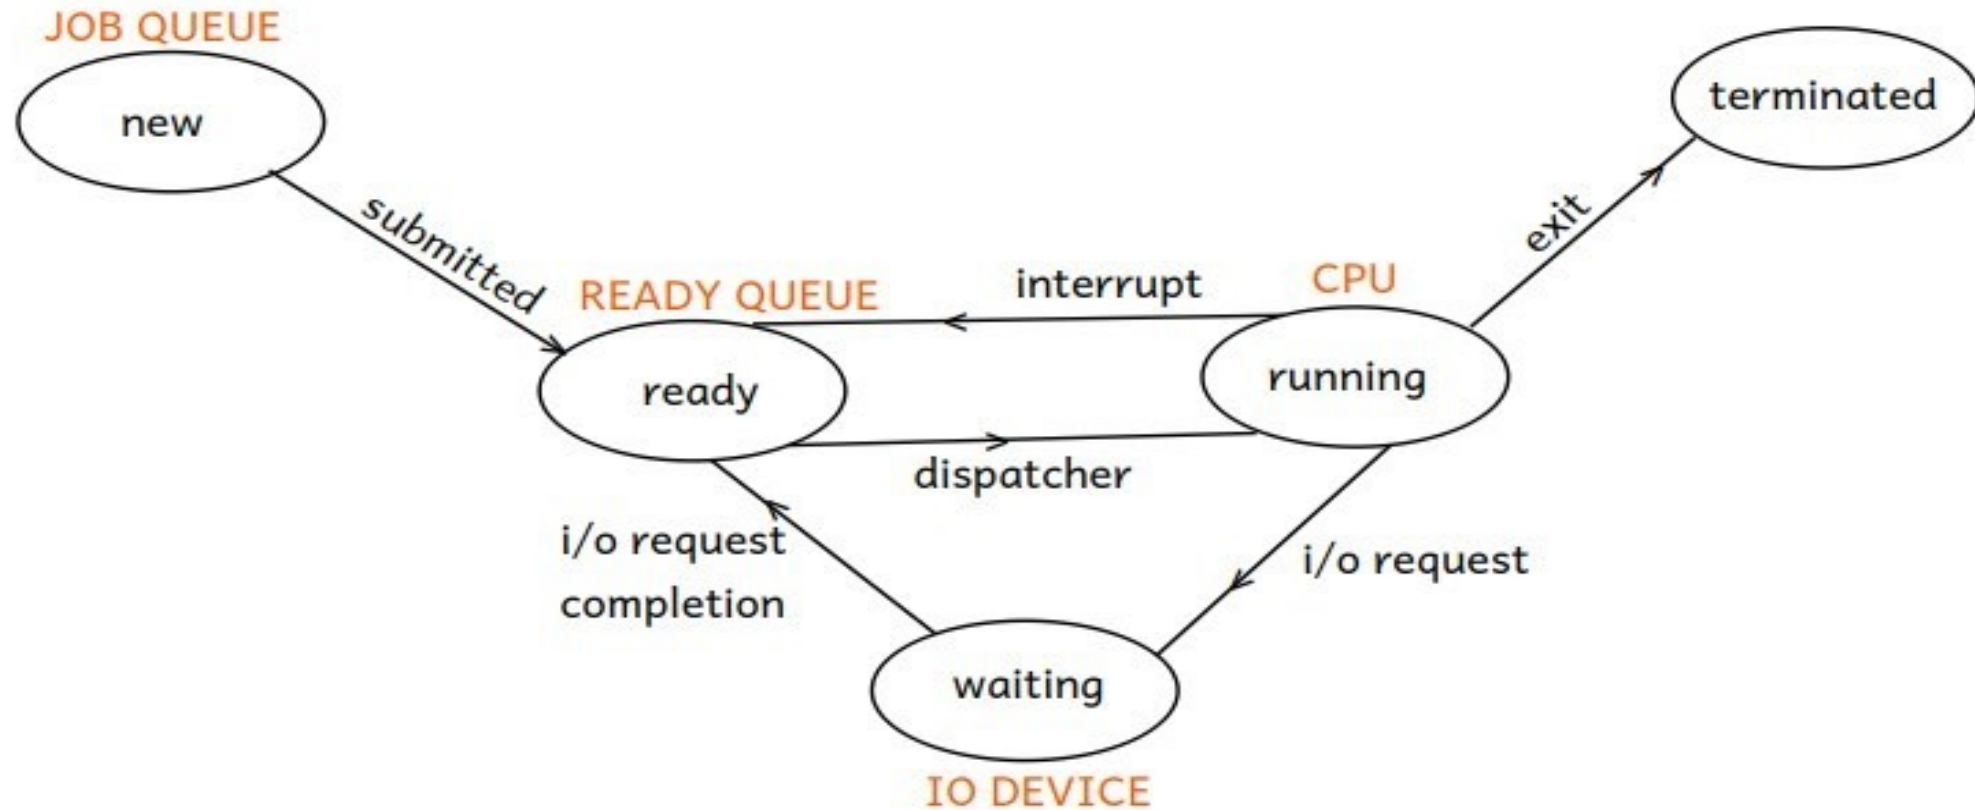 JOB QUEUE
new
terminated
submitted
exit
READY QUEUE
interrupt
CPU
ready
running
dispatcher
i/o request
completion
i/o request
waiting
IO DEVICE